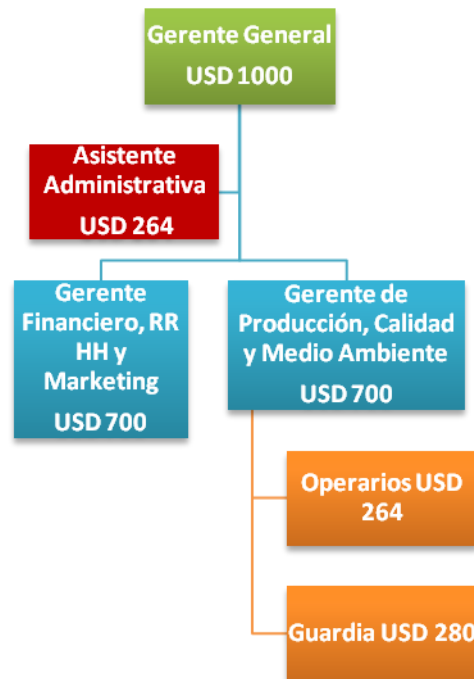 Gerente General
USD 1000
Asistente
Administrativa
USD 264
Gerente
Financiero, RR
HH y
Marketing
USD 700
Gerente de
Producción, Calidad
y Medio Ambiente
USD 700
Operarios USD
264
Guardia USD 280